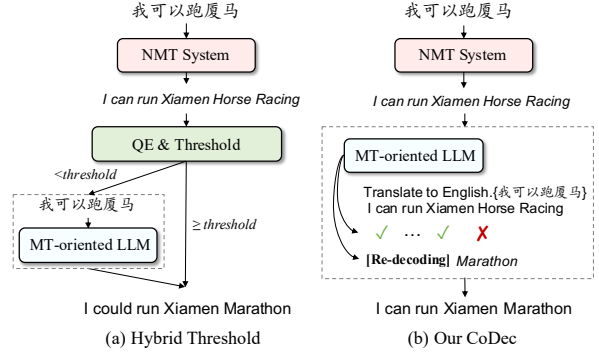 我可以跑厦马
NMT System
I can run Xiamen Horse Racing
QE & Threshold
<threshold
≥ threshold
我可以跑厦马
MT-oriented LLM
I could run Xiamen Marathon
(a) Hybrid Threshold
我可以跑厦马
NMT System
I can run Xiamen Horse Racing
MT-oriented LLM
Translate to English.{我可以跑厦马}
I can run Xiamen Horse Racing
✓ ... ✓ ✗
[Re-decoding] Marathon
I can run Xiamen Marathon
(b) Our CoDec